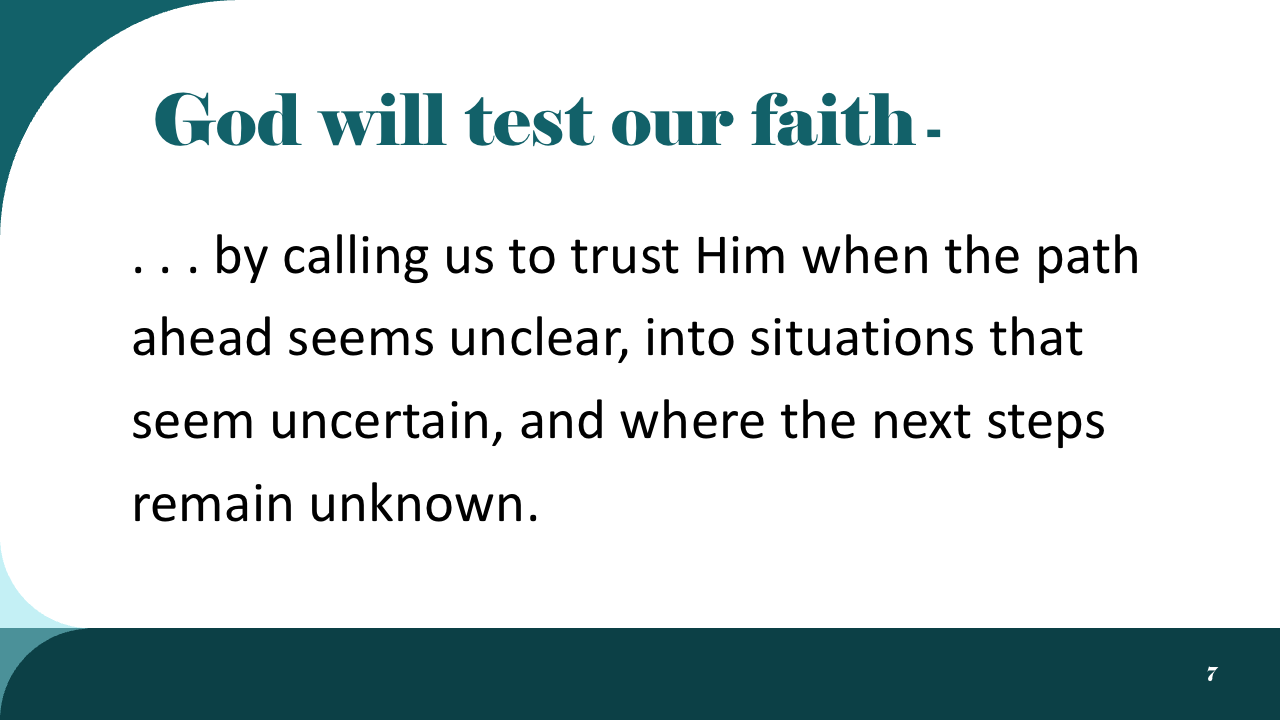 God will test our faith -
. . . by calling us to trust Him when the path
ahead seems unclear, into situations that
seem uncertain, and where the next steps
remain unknown.
7